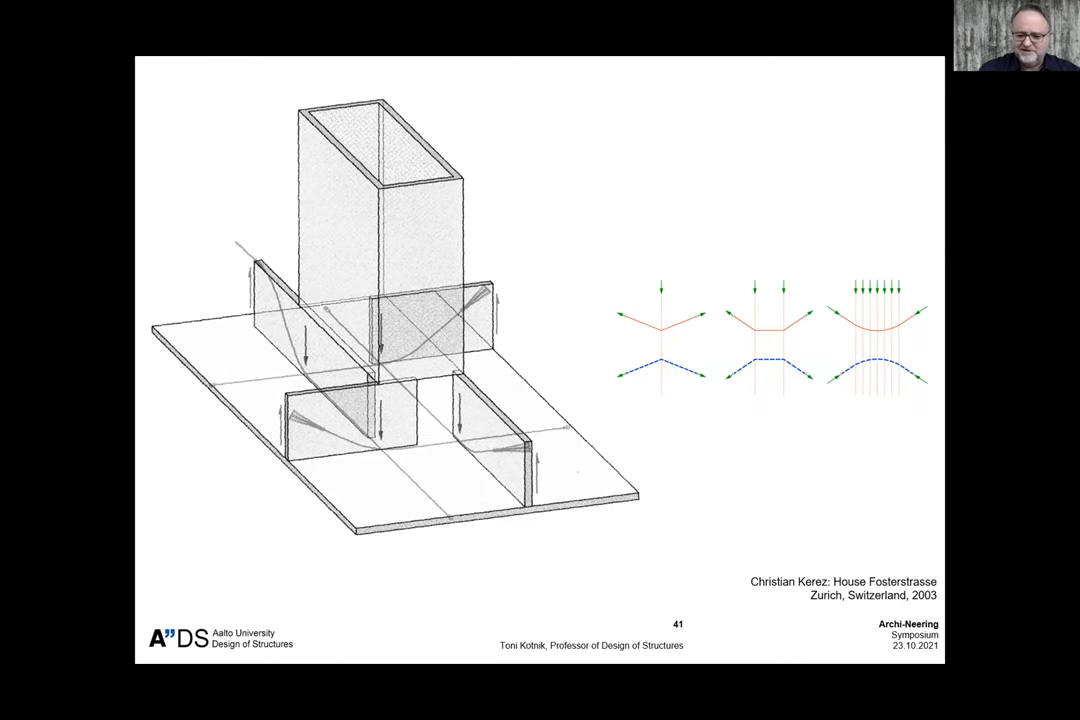 Christian Kerez: House Fosterstrasse
Zurich, Switzerland, 2003
A”DS Aalto University
Design of Structures
41
Toni Kotnik, Professor of Design of Structures
Archi-Neering
Symposium
23.10.2021